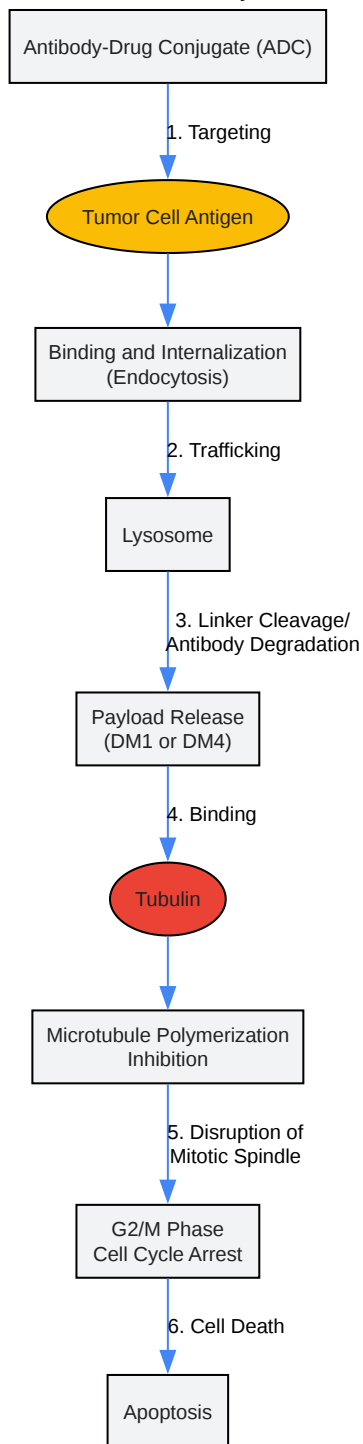 Antibody-Drug Conjugate (ADC)
1. Targeting
Tumor Cell Antigen
Binding and Internalization
(Endocytosis)
2. Trafficking
Lysosome
3. Linker Cleavage/
Antibody Degradation
Payload Release
(DM1 or DM4)
4. Binding
Tubulin
Microtubule Polymerization
Inhibition
5. Disruption of
Mitotic Spindle
G2/M Phase
Cell Cycle Arrest
6. Cell Death
Apoptosis